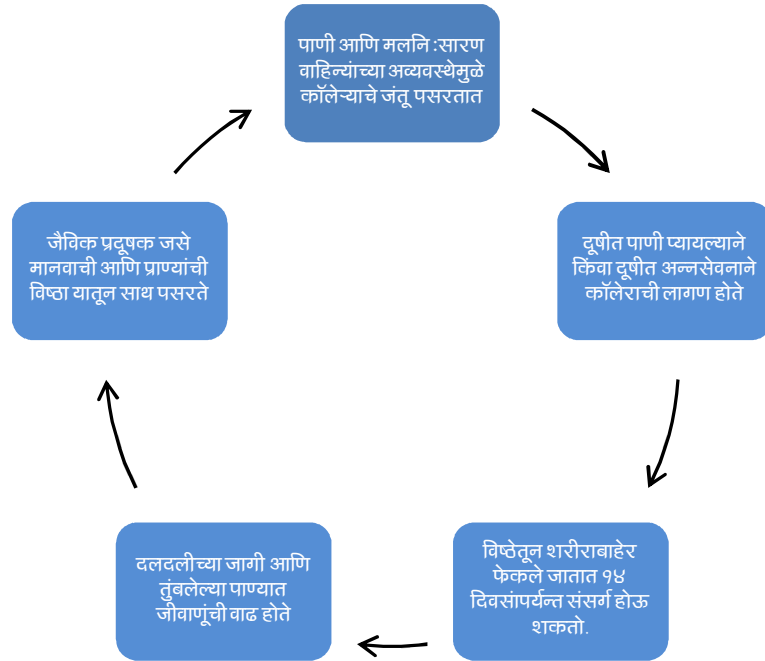 पाणी आणि मलनि :सारण
वाहिन्यांच्या अव्यवस्थेमुळे
कॉलेऱ्याचे जंतू पसरतात
दूषीत पाणी प्यायल्याने
किंवा दूषीत अन्नसेवनाने
कॉलेराची लागण होते
विष्ठेतून शरीराबाहेर
फेकले जातात १४
दिवसांपर्यन्त संसर्ग होऊ
शकतो.
दलदलीच्या जागी आणि
तुंबलेल्या पाण्यात
जीवाणूंची वाढ होते
जैविक प्रदूषक जसे
मानवाची आणि प्राण्यांची
विष्ठा यातून साथ पसरते